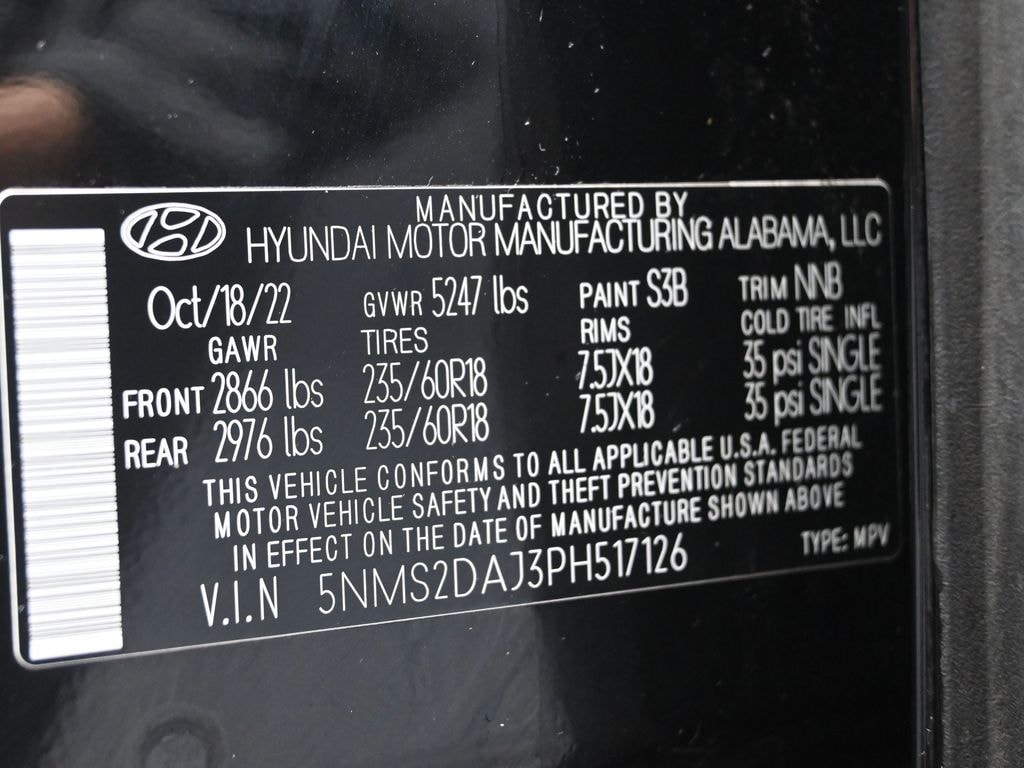 MANUFACTURED BY
HYUNDAI MOTOR MANUFACTURING ALABAMA, LLC
Oct/18/22 GVWR 5247 lbs PAINT S3B TRIM NNB
GAWR TIRES RIMS COLD TIRE INFL
FRONT 2866 lbs 235/60R18 7.5JX18 35 psi SINGLE
REAR 2976 lbs 235/60R18 7.5JX18 35 psi SINGLE
THIS VEHICLE CONFORMS TO ALL APPLICABLE U.S.A. FEDERAL
MOTOR VEHICLE SAFETY AND THEFT PREVENTION STANDARDS
IN EFFECT ON THE DATE OF MANUFACTURE SHOWN ABOVE
V.I.N 5NMS2DAJ3PH517126 TYPE: MPV